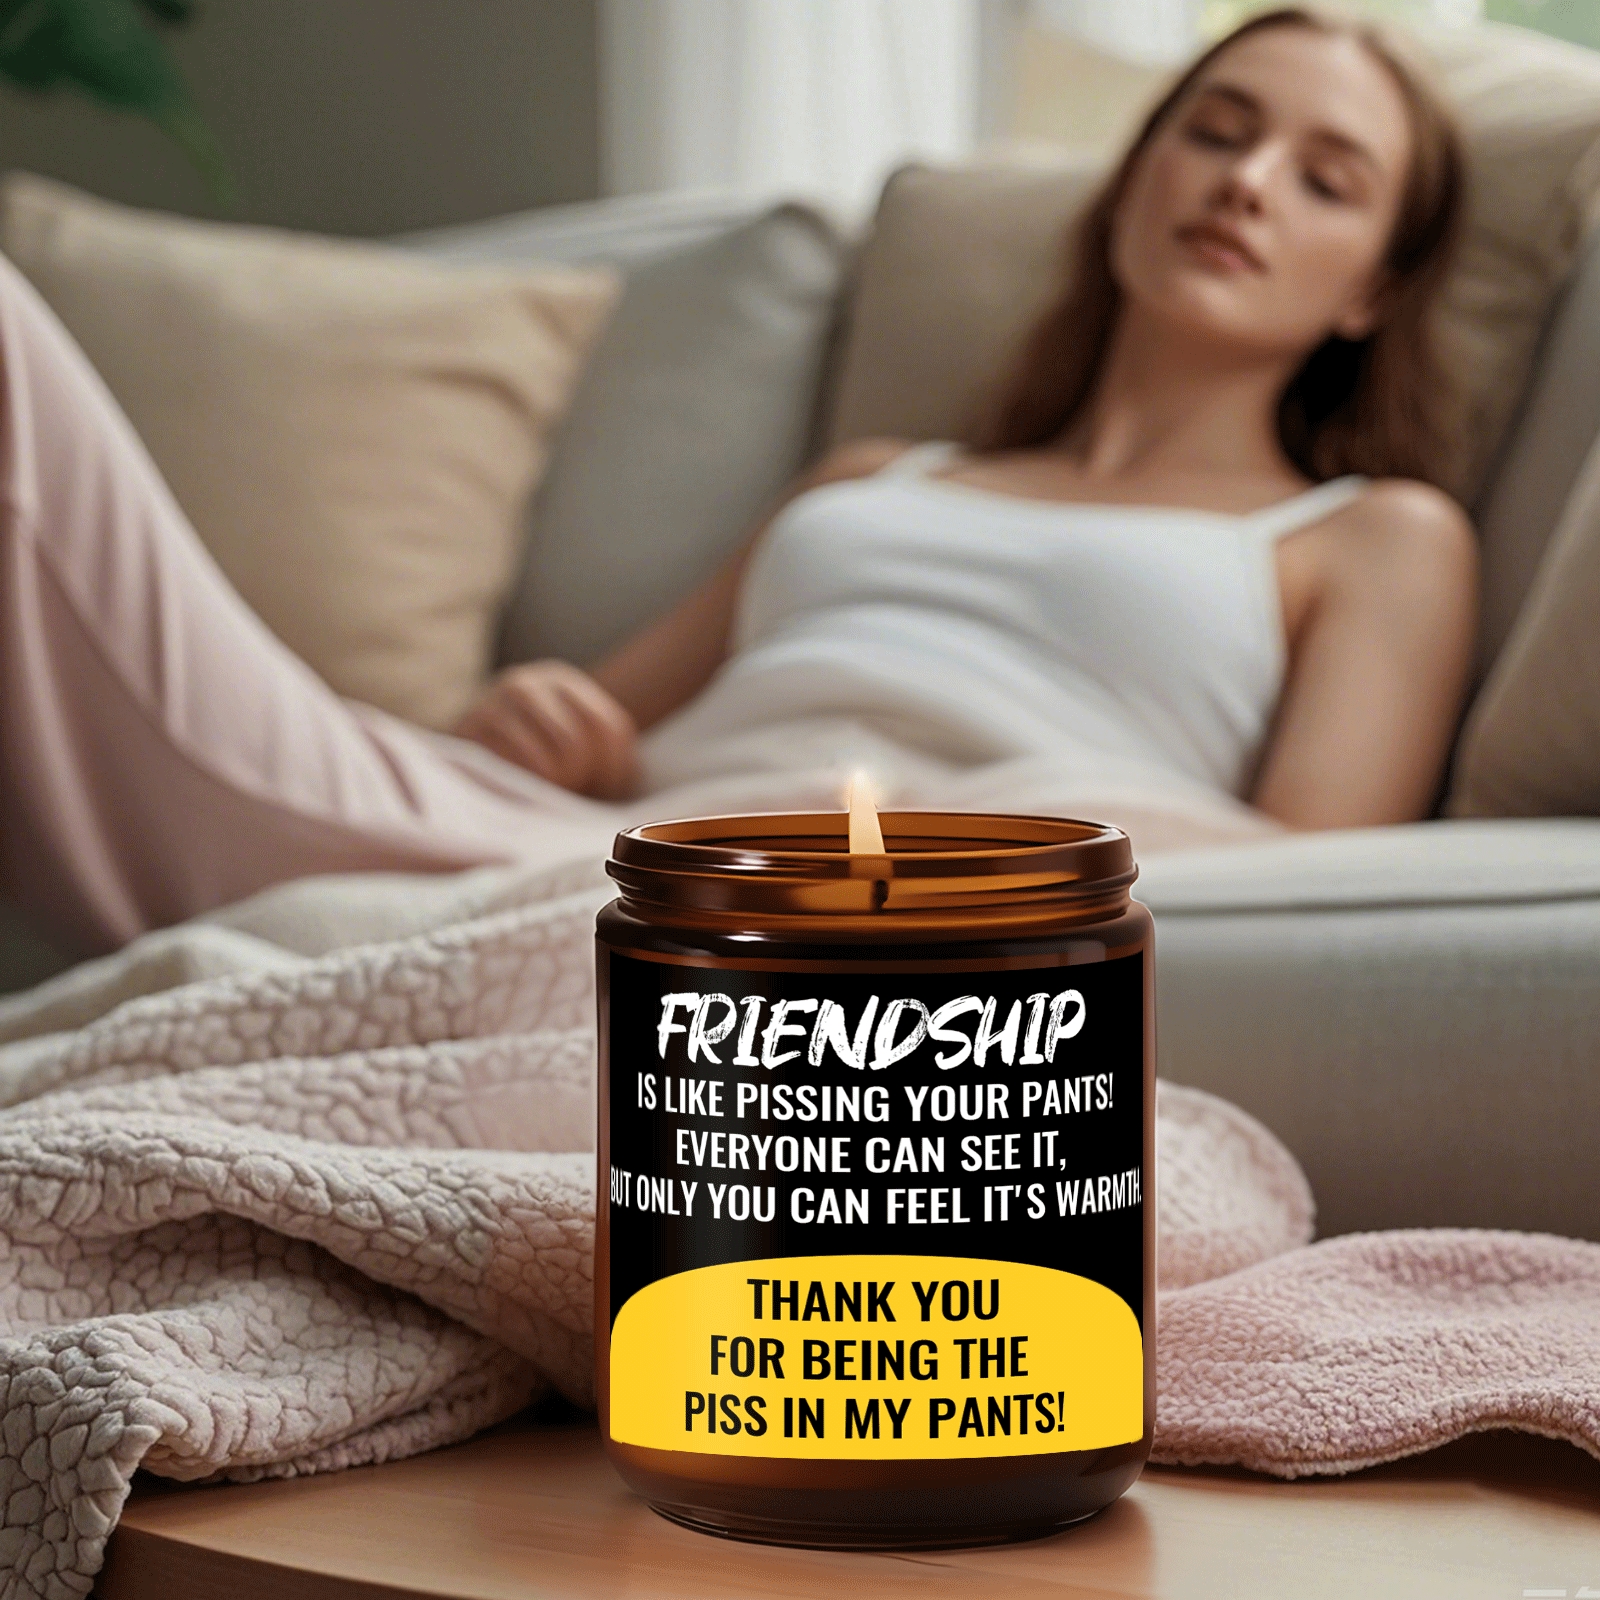 FRIENDSHIP
IS LIKE PISSING YOUR PANTS!
EVERYONE CAN SEE IT,
BUT ONLY YOU CAN FEEL IT'S WARMTH.
THANK YOU
FOR BEING THE
PISS IN MY PANTS!